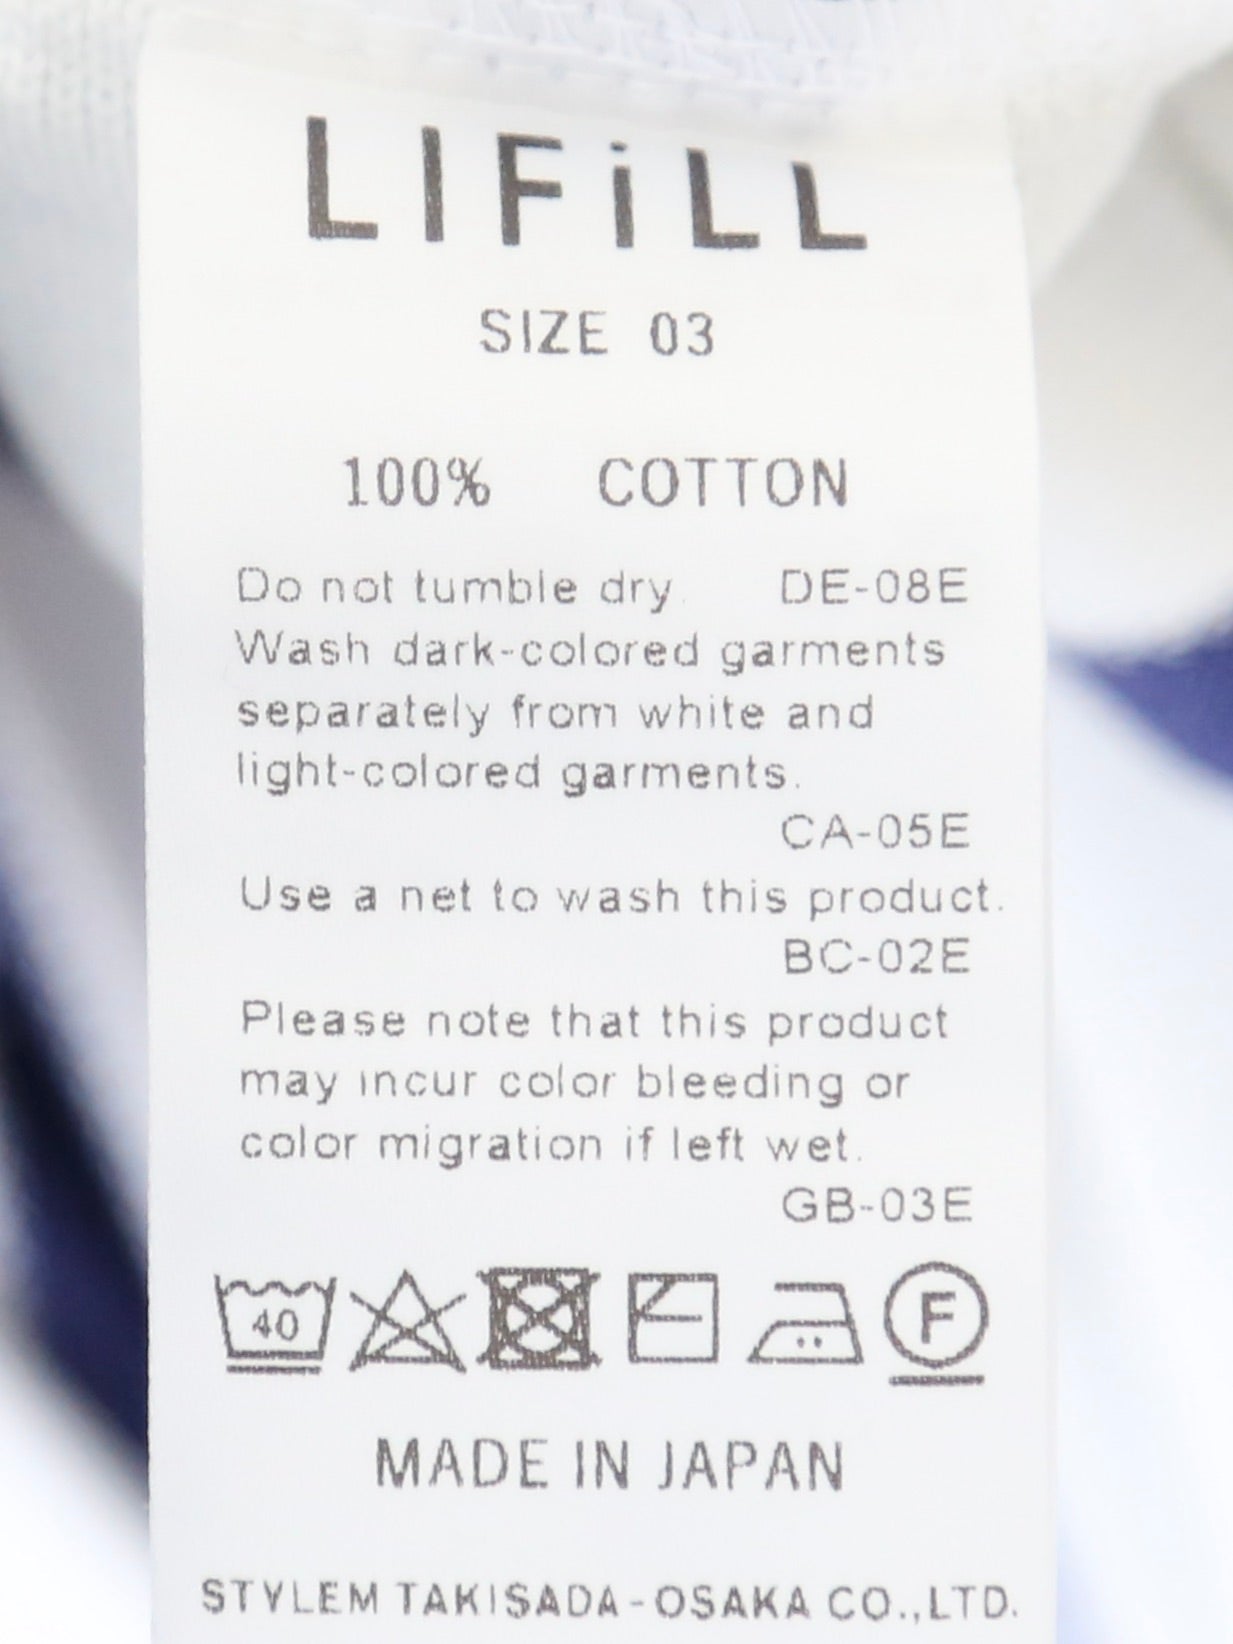 LIFiLL
SIZE 03
100% COTTON
Do not tumble dry. DE-08E
Wash dark-colored garments
separately from white and
light-colored garments.
CA-05E
Use a net to wash this product.
BC-02E
Please note that this product
may incur color bleeding or
color migration if left wet.
GB-03E
40 F
MADE IN JAPAN
STYLEM TAKISADA-OSAKA CO.,LTD.